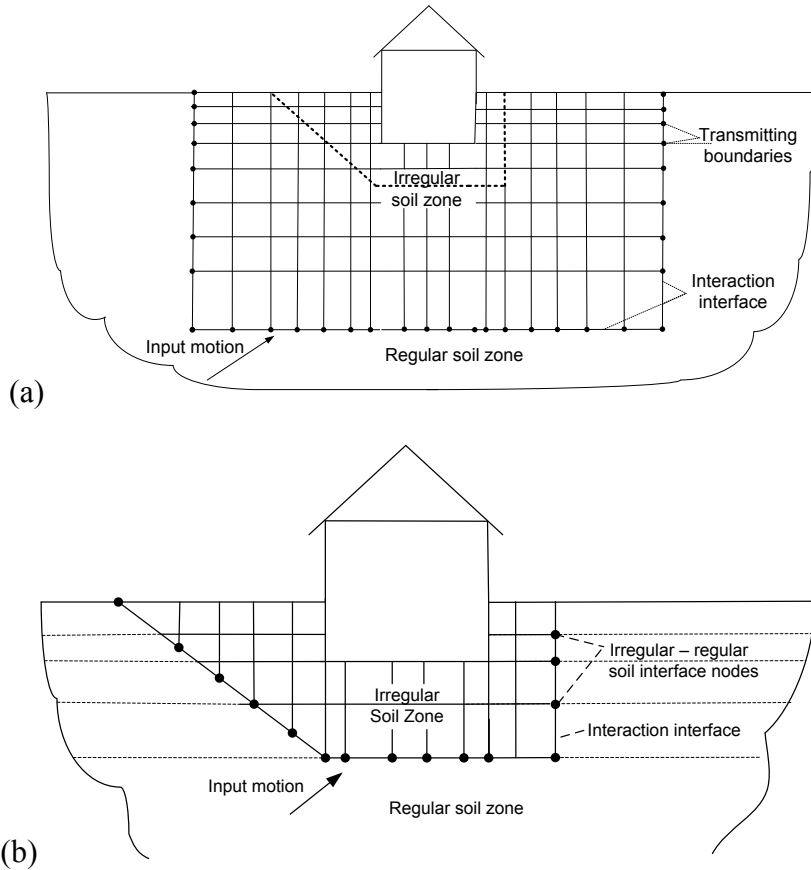 Transmitting
boundaries
Irregular
soil zone
Interaction
interface
Input motion
Regular soil zone
(a)
Irregular – regular
soil interface nodes
Irregular
Soil Zone
Interaction interface
Input motion
Regular soil zone
(b)